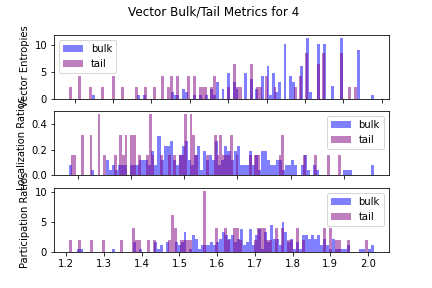 Vector Bulk/Tail Metrics for 4
Vector Entropies
10
5
0
bulk
tail
Localization Ratios
0.4
0.2
0.0
bulk
tail
Participation Ratios
10
5
0
bulk
tail
1.2 1.3 1.4 1.5 1.6 1.7 1.8 1.9 2.0